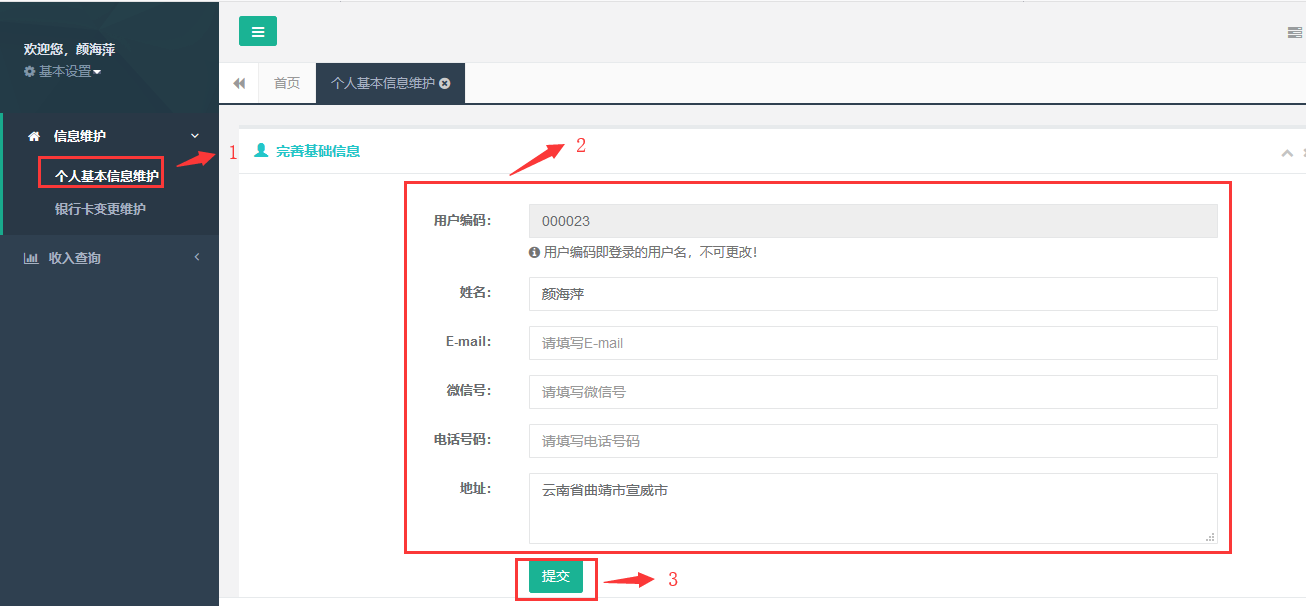 欢迎您，颜海萍
基本设置
信息维护
个人基本信息维护
银行卡变更维护
收入查询
首页
个人基本信息维护
1
完善基础信息
2
用户编码：
000023
用户编码即登录的用户名，不可更改！
姓名：
颜海萍
E-mail：
请填写E-mail
微信号：
请填写微信号
电话号码：
请填写电话号码
地址：
云南省曲靖市宣威市
提交
3